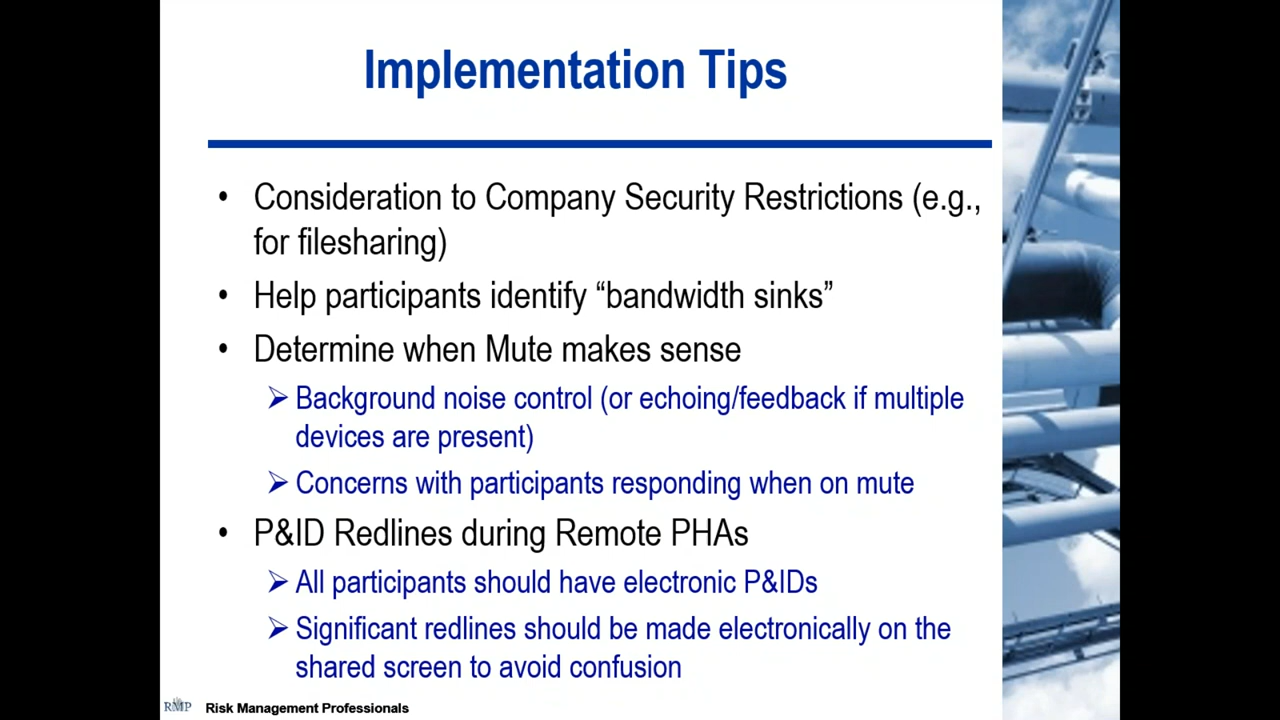 Implementation Tips
• Consideration to Company Security Restrictions (e.g.,
for filesharing)
• Help participants identify “bandwidth sinks”
• Determine when Mute makes sense
➢ Background noise control (or echoing/feedback if multiple
devices are present)
➢ Concerns with participants responding when on mute
• P&ID Redlines during Remote PHAs
➢ All participants should have electronic P&IDs
➢ Significant redlines should be made electronically on the
shared screen to avoid confusion
RMP Risk Management Professionals